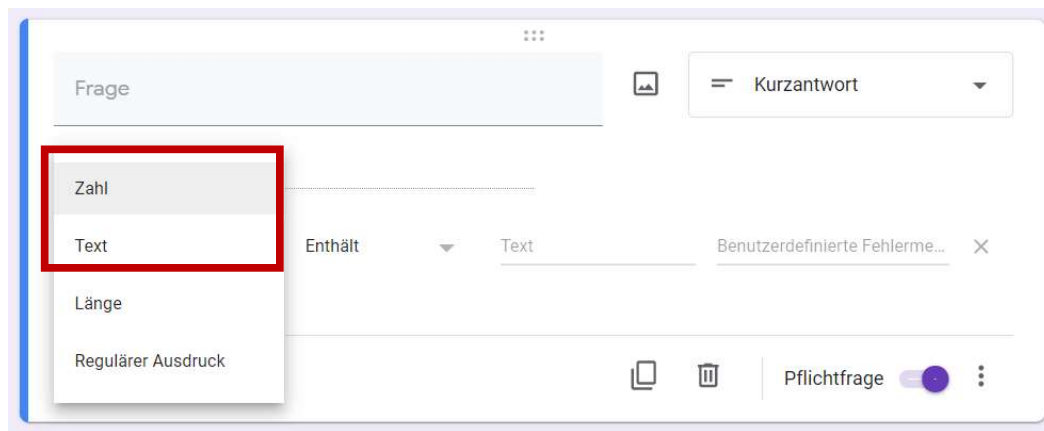 Frage
Kurzantwort
Zahl
Text
Enthält
Text
Benutzerdefinierte Fehlerme...
Länge
Regulärer Ausdruck
Pflichtfrage